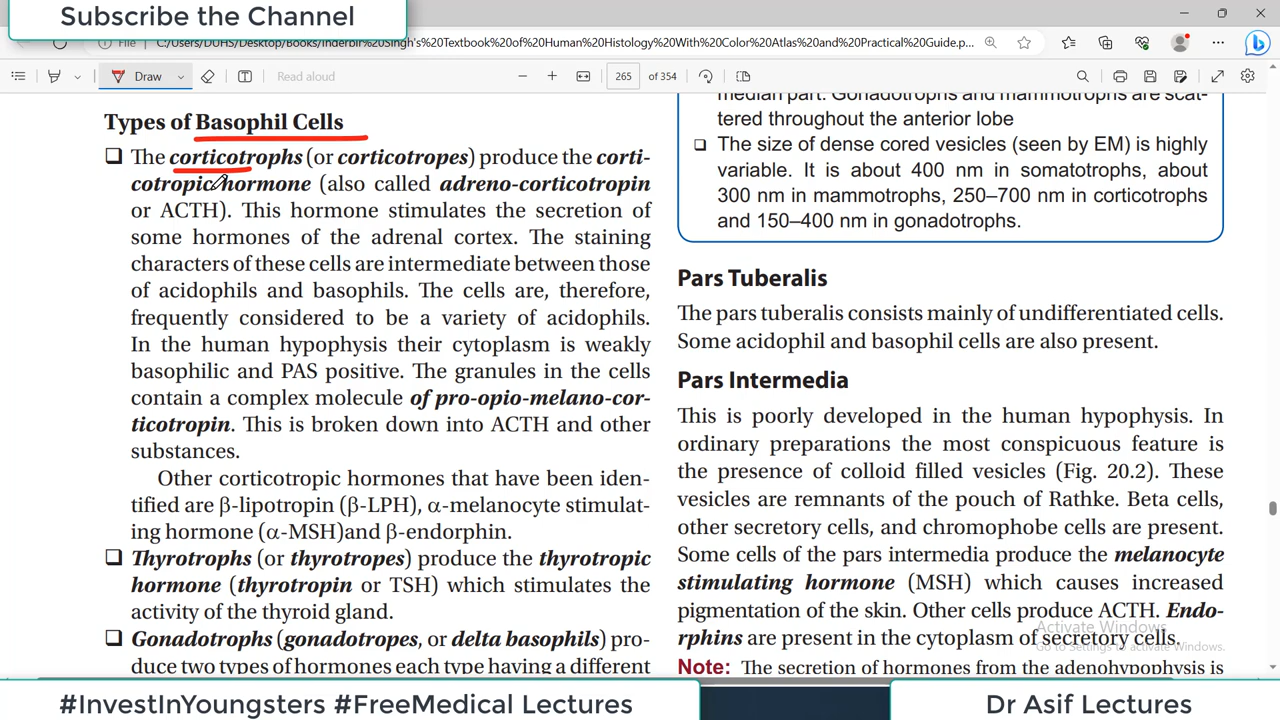 Subscribe the Channel
File
C:/Users/DUHS/Desktop/Books/Inderbir%20Singh's%20Textbook%20of%20Human%20Histology%20With%20Color%20Atlas%20and%20Practical%20Guide.p...
Draw
Read aloud
265
of 354
Types of Basophil Cells
❑ The corticotrophs (or corticotropes) produce the corti-
cotropic hormone (also called adreno-corticotropin
or ACTH). This hormone stimulates the secretion of
some hormones of the adrenal cortex. The staining
characters of these cells are intermediate between those
of acidophils and basophils. The cells are, therefore,
frequently considered to be a variety of acidophils.
In the human hypophysis their cytoplasm is weakly
basophilic and PAS positive. The granules in the cells
contain a complex molecule of pro-opio-melano-cor-
ticotropin. This is broken down into ACTH and other
substances.
Other corticotropic hormones that have been iden-
tified are β-lipotropin (β-LPH), α-melanocyte stimulat-
ing hormone (α-MSH)and β-endorphin.
❑ Thyrotrophs (or thyrotropes) produce the thyrotropic
hormone (thyrotropin or TSH) which stimulates the
activity of the thyroid gland.
❑ Gonadotrophs (gonadotropes, or delta basophils) pro-
duce two types of hormones each type having a different
median part. Gonadotrophs and mammotrophs are scat-
tered throughout the anterior lobe
❑ The size of dense cored vesicles (seen by EM) is highly
variable. It is about 400 nm in somatotrophs, about
300 nm in mammotrophs, 250–700 nm in corticotrophs
and 150–400 nm in gonadotrophs.
Pars Tuberalis
The pars tuberalis consists mainly of undifferentiated cells.
Some acidophil and basophil cells are also present.
Pars Intermedia
This is poorly developed in the human hypophysis. In
ordinary preparations the most conspicuous feature is
the presence of colloid filled vesicles (Fig. 20.2). These
vesicles are remnants of the pouch of Rathke. Beta cells,
other secretory cells, and chromophobe cells are present.
Some cells of the pars intermedia produce the melanocyte
stimulating hormone (MSH) which causes increased
pigmentation of the skin. Other cells produce ACTH. Endo-
rphins are present in the cytoplasm of secretory cells.
Note: The secretion of hormones from the adenohypophysis is
Activate Windows
Go to Settings to activate Windows.
#InvestInYoungsters #FreeMedical Lectures
Dr Asif Lectures